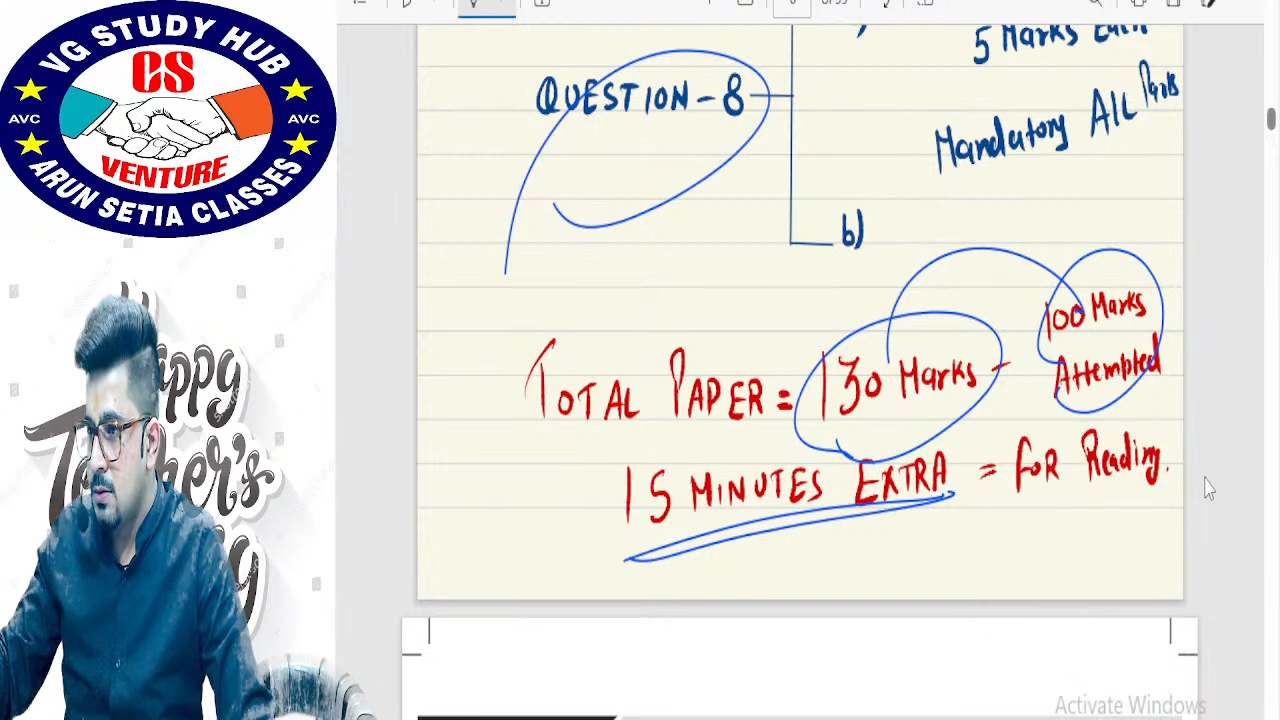 VG STUDY HUB
CS
AVC
AVC
VENTURE
ARUN SETIA CLASSES
Happy
5 Marks Each
QUESTION - 8
Mandatory All Parts
b)
100 Marks
Attempted
TOTAL PAPER = 130 Marks -
15 MINUTES EXTRA = FOR Reading.
Activate Windows